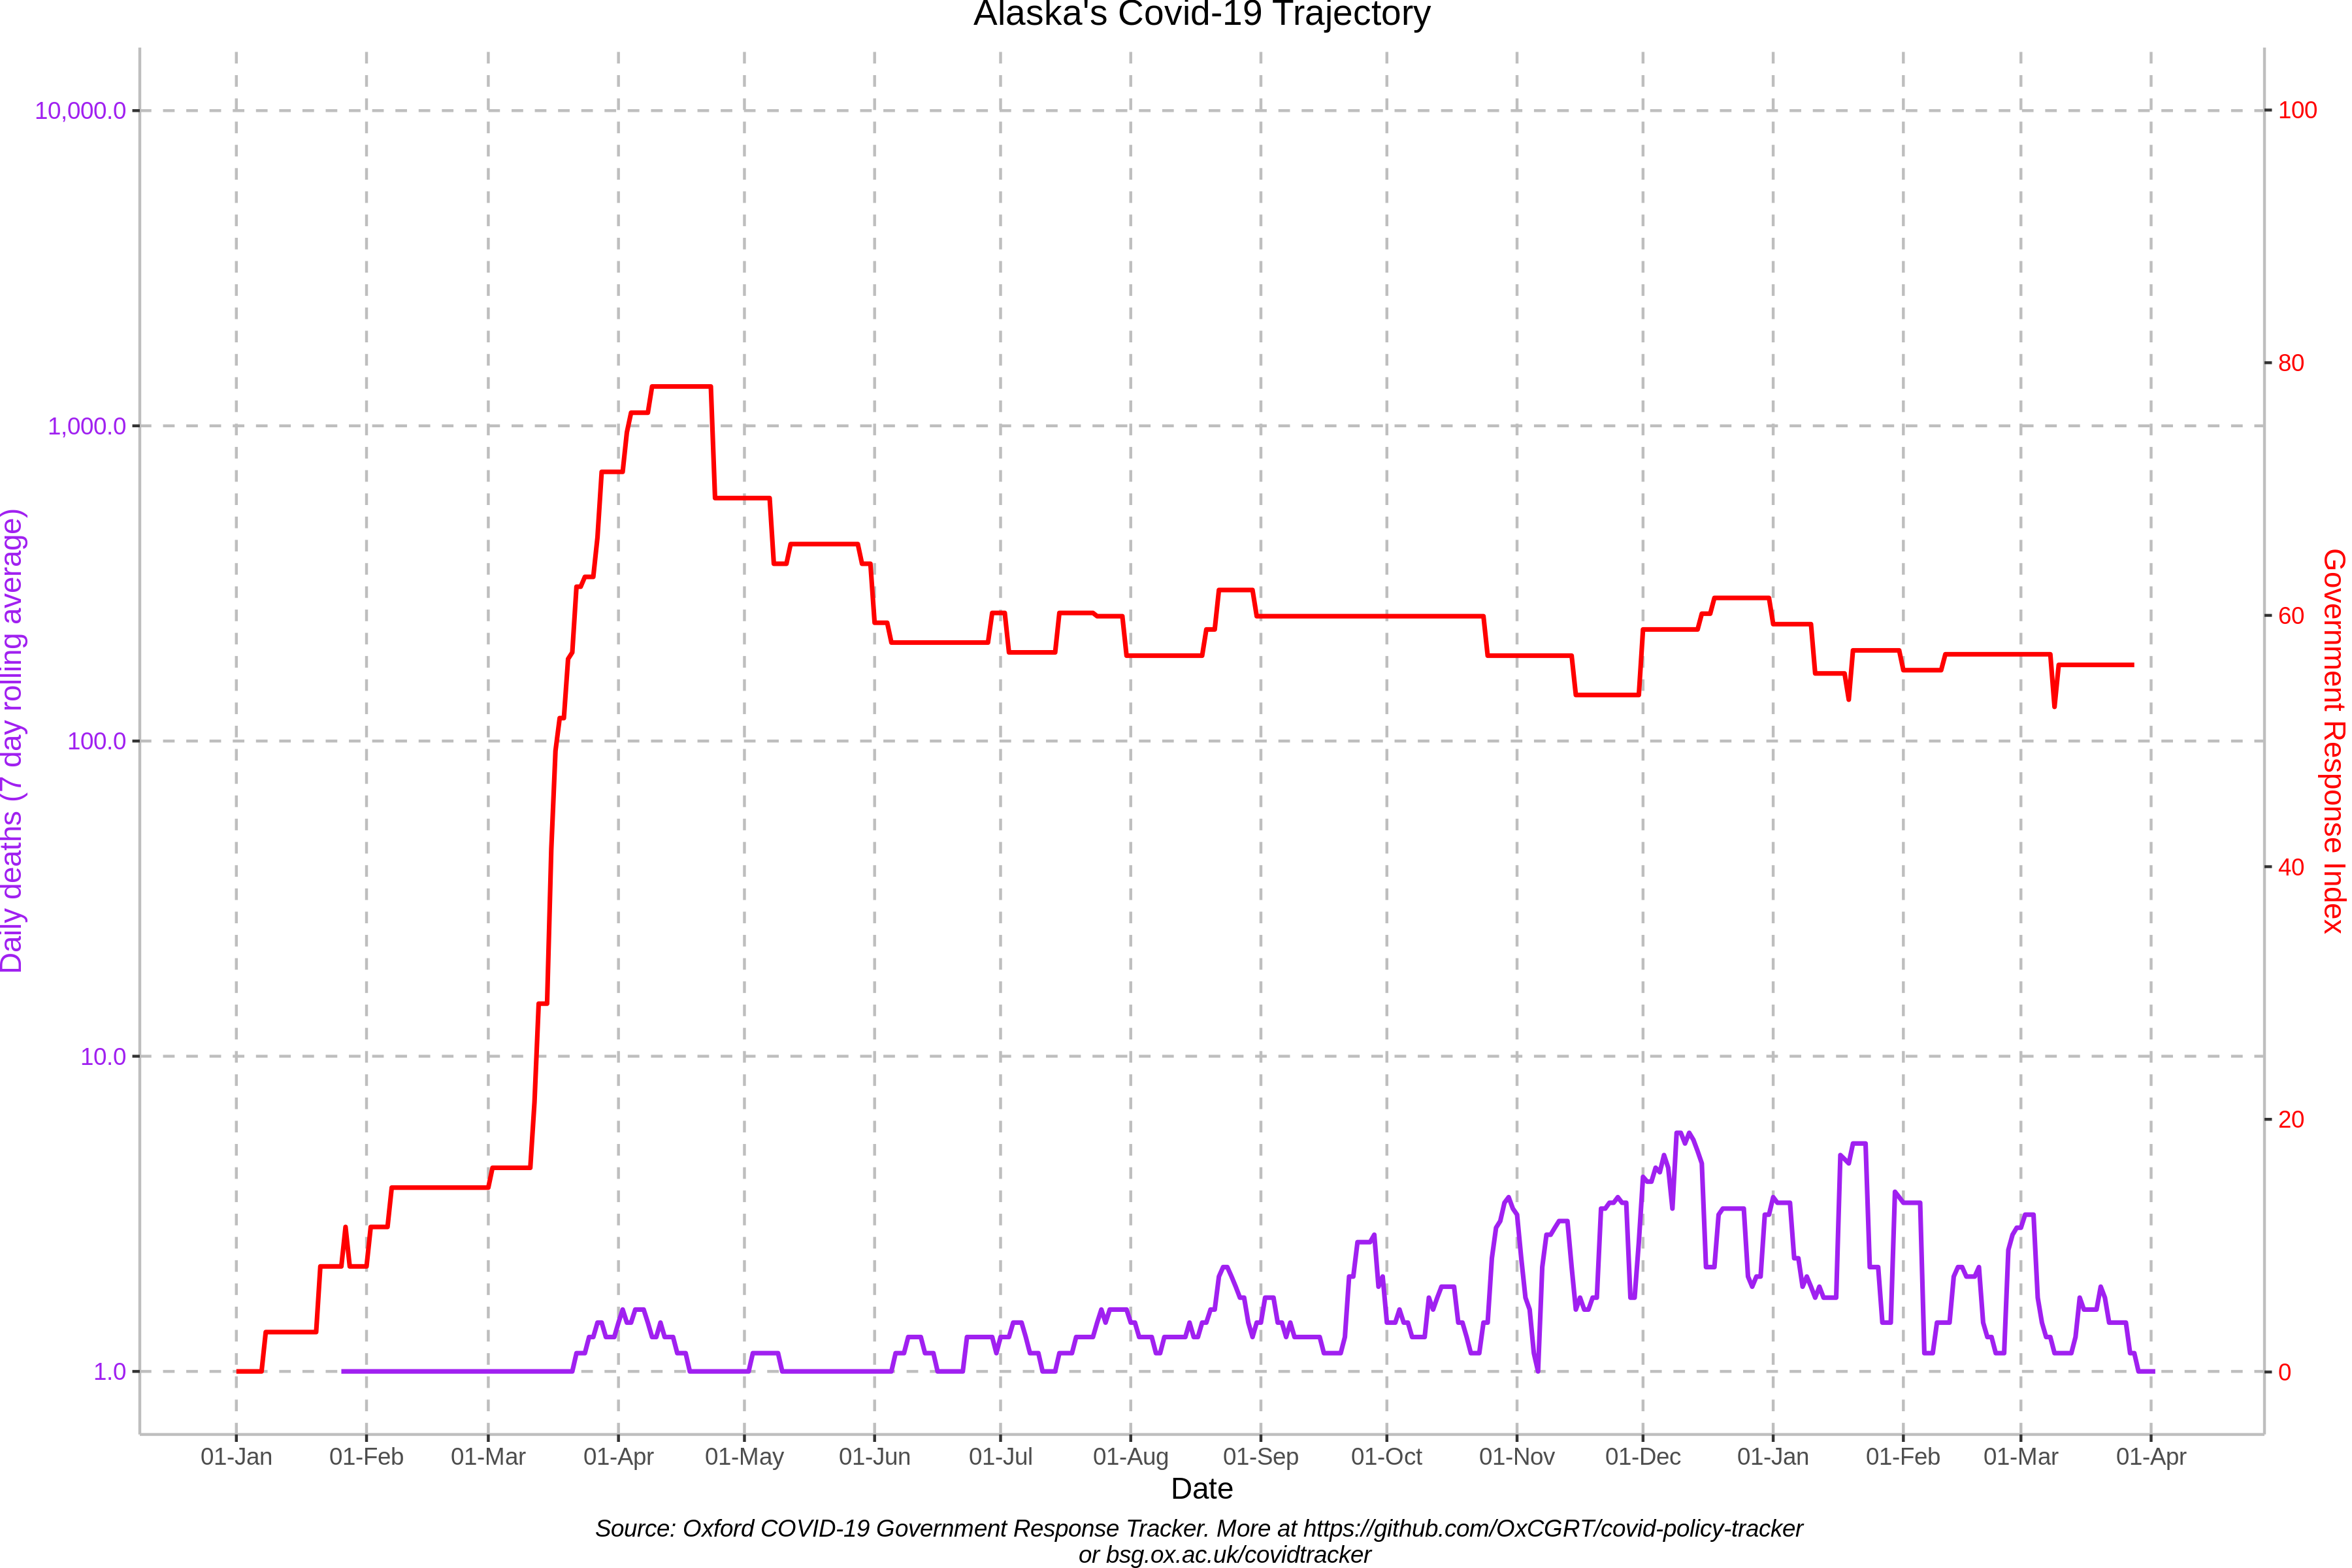 Alaska's Covid-19 Trajectory
10,000.0
1,000.0
100.0
10.0
1.0
Daily deaths (7 day rolling average)
100
80
60
40
20
0
Government Response Index
01-Jan 01-Feb 01-Mar 01-Apr 01-May 01-Jun 01-Jul 01-Aug 01-Sep 01-Oct 01-Nov 01-Dec 01-Jan 01-Feb 01-Mar 01-Apr
Date
Source: Oxford COVID-19 Government Response Tracker. More at https://github.com/OxCGRT/covid-policy-tracker
or bsg.ox.ac.uk/covidtracker